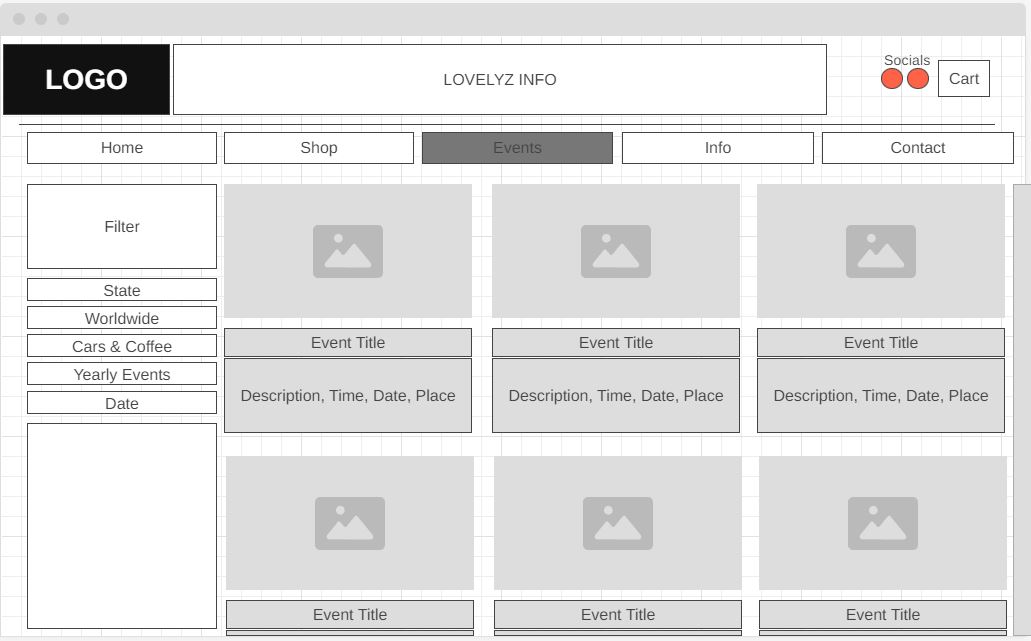 LOGO
LOVELYZ INFO
Socials
Cart
Home
Shop
Events
Info
Contact
Filter
State
Worldwide
Cars & Coffee
Yearly Events
Date
Event Title
Event Title
Event Title
Description, Time, Date, Place
Description, Time, Date, Place
Description, Time, Date, Place
Event Title
Event Title
Event Title